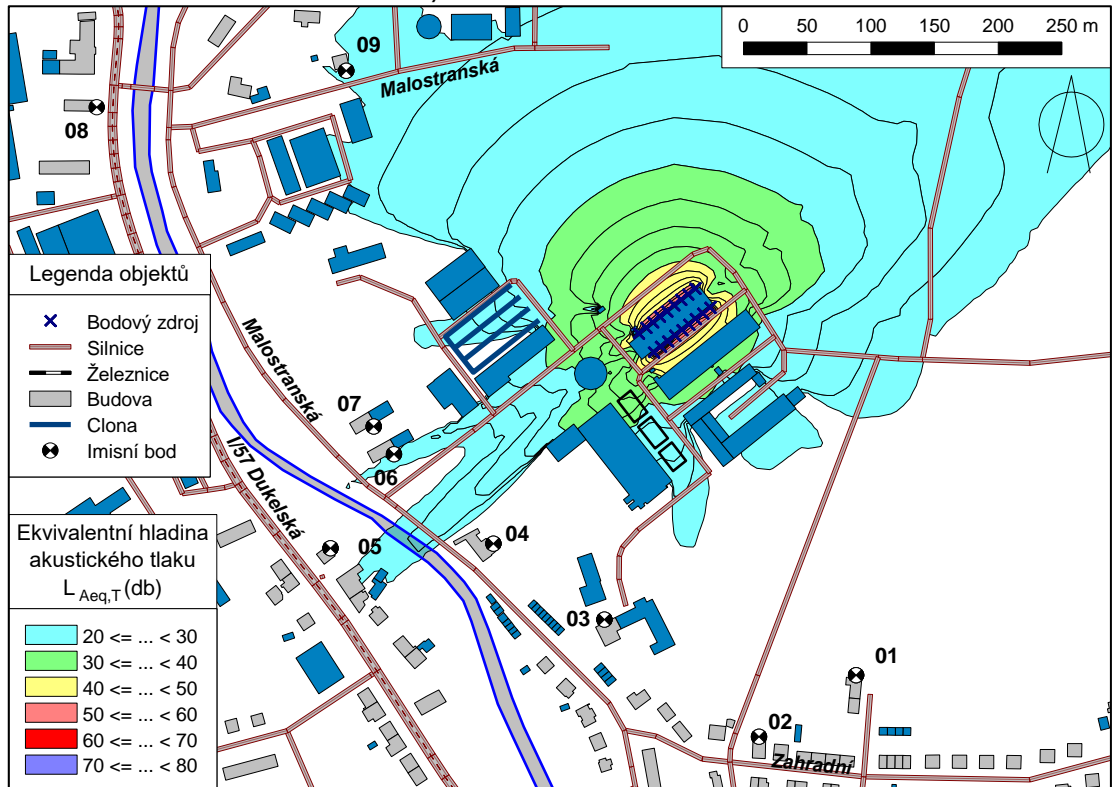 0 50 100 150 200 250 m
09
Malostranská
08
Legenda objektů
Bodový zdroj
Silnice
Železnice
Budova
Clona
Imisní bod
Malostranská
07
06
I/57 Dukelská
05
04
03
01
02
Zahradní
Ekvivalentní hladina
akustického tlaku
L Aeq,T (db)
20 <= ... < 30
30 <= ... < 40
40 <= ... < 50
50 <= ... < 60
60 <= ... < 70
70 <= ... < 80